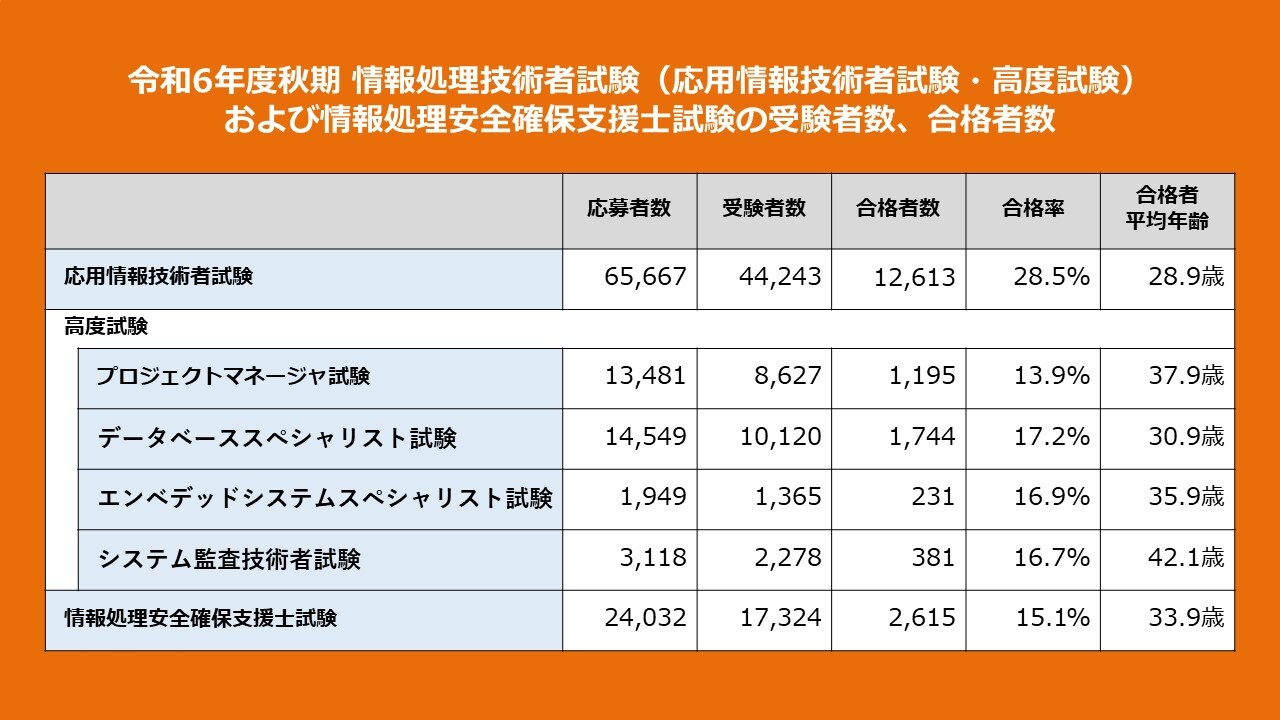 令和6年度秋期 情報処理技術者試験（応用情報技術者試験・高度試験）
および情報処理安全確保支援士試験の受験者数、合格者数
応募者数 受験者数 合格者数 合格率 合格者
平均年齢
応用情報技術者試験 65,667 44,243 12,613 28.5% 28.9歳
高度試験
プロジェクトマネージャ試験 13,481 8,627 1,195 13.9% 37.9歳
データベーススペシャリスト試験 14,549 10,120 1,744 17.2% 30.9歳
エンベデッドシステムスペシャリスト試験 1,949 1,365 231 16.9% 35.9歳
システム監査技術者試験 3,118 2,278 381 16.7% 42.1歳
情報処理安全確保支援士試験 24,032 17,324 2,615 15.1% 33.9歳